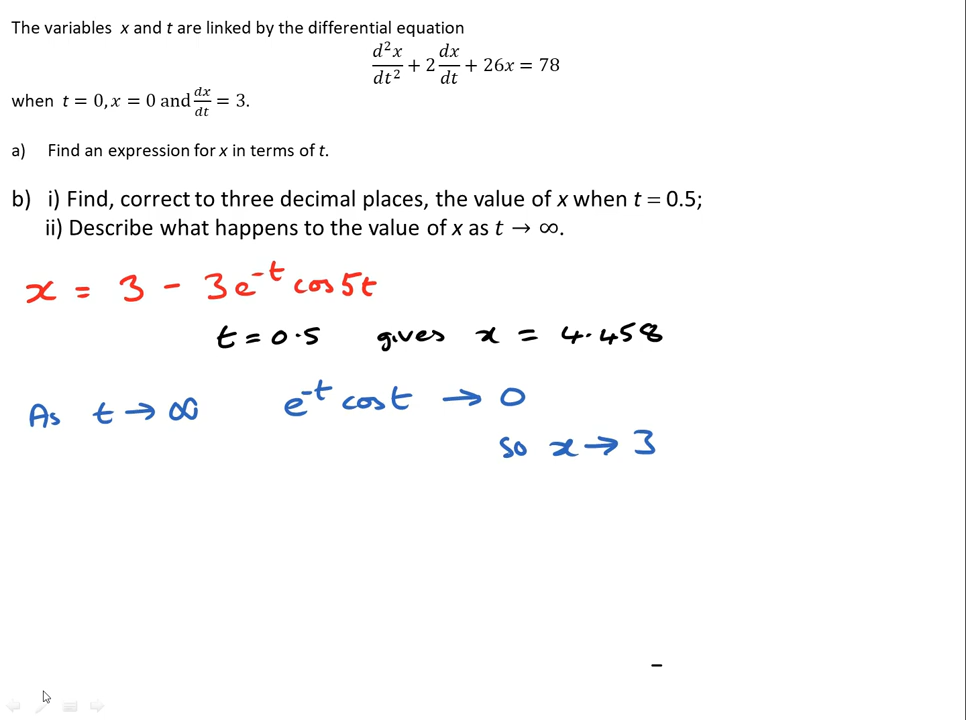 The variables x and t are linked by the differential equation
d²x/dt² + 2 dx/dt + 26x = 78
when t = 0, x = 0 and dx/dt = 3.
a) Find an expression for x in terms of t.
b) i) Find, correct to three decimal places, the value of x when t = 0.5;
ii) Describe what happens to the value of x as t → ∞.
x = 3 - 3e^-t cos 5t
t = 0.5 gives x = 4.458
As t → ∞ e^-t cos t → 0
so x → 3